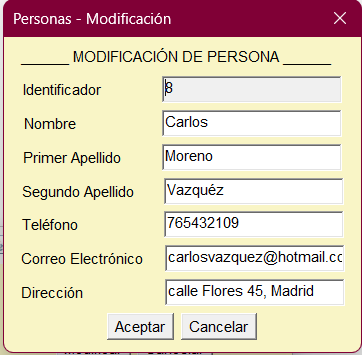 Personas - Modificación
______ MODIFICACIÓN DE PERSONA ______
Identificador 8
Nombre Carlos
Primer Apellido Moreno
Segundo Apellido Vazquéz
Teléfono 765432109
Correo Electrónico carlosvazquez@hotmail.cc
Dirección calle Flores 45, Madrid
Aceptar Cancelar